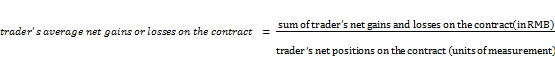 trader's average net gains or losses on the contract = sum of trader's net gains and losses on the contract(in RMB)
trader's net positions on the contract (units of measurement)